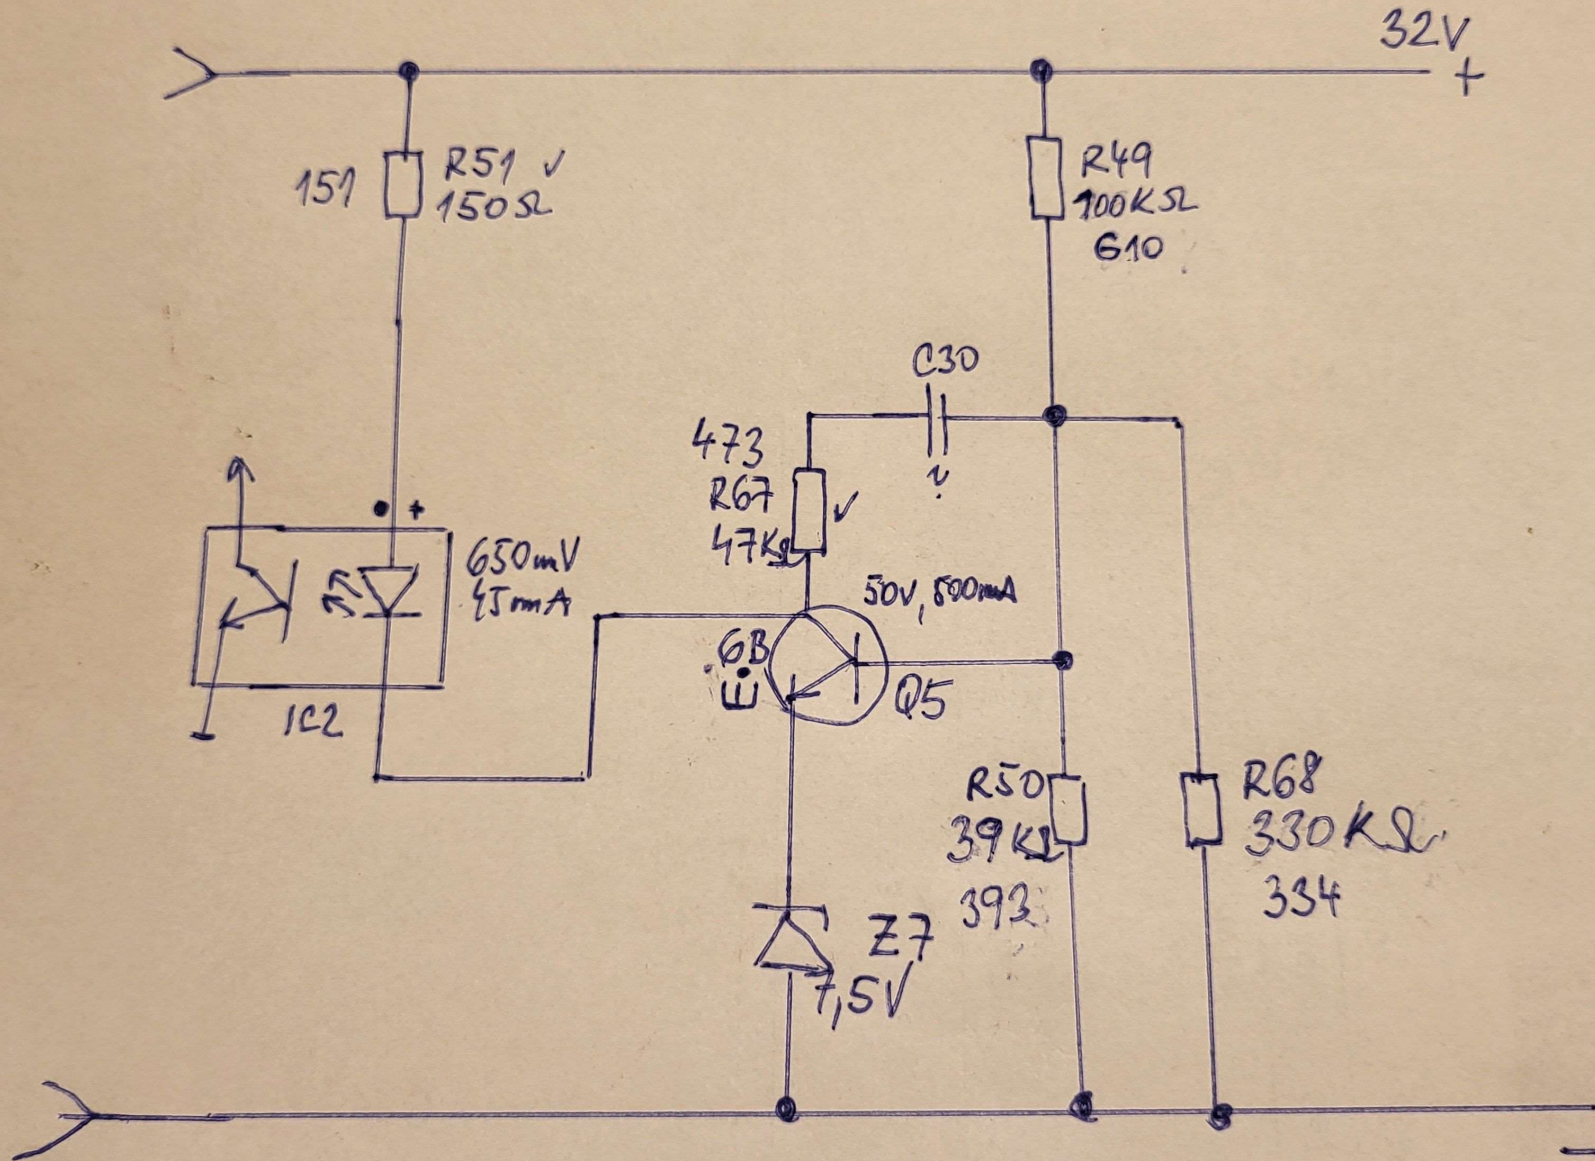 32V
+
151
R51 ✓
150Ω
R49
100KΩ
610
C30
?
473
R67 ✓
47KΩ
+
650mV
45mA
50V, 500mA
6B
E
Q5
IC2
R50
39KΩ
393
R68
330KΩ
334
Z7
7,5V
-